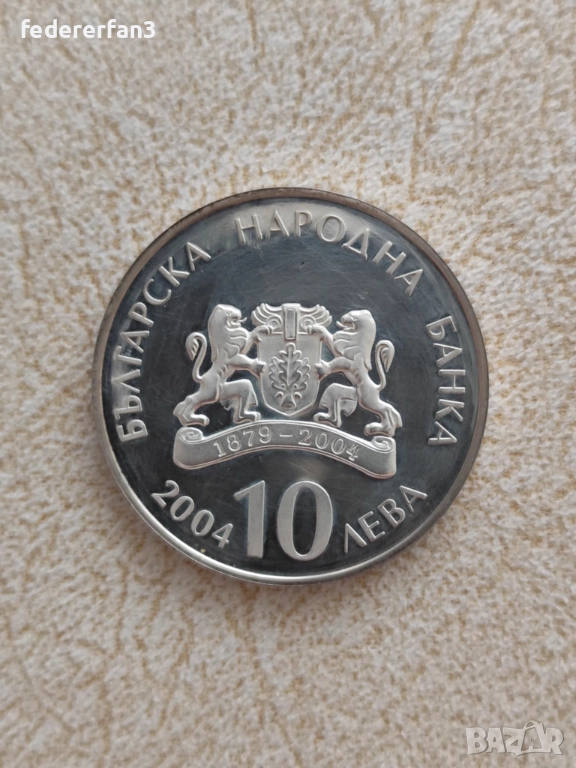 federerfan3
БЪЛГАРСКА НАРОДНА БАНКА
1879-2004
2004 10 ЛЕВА
BAZAR